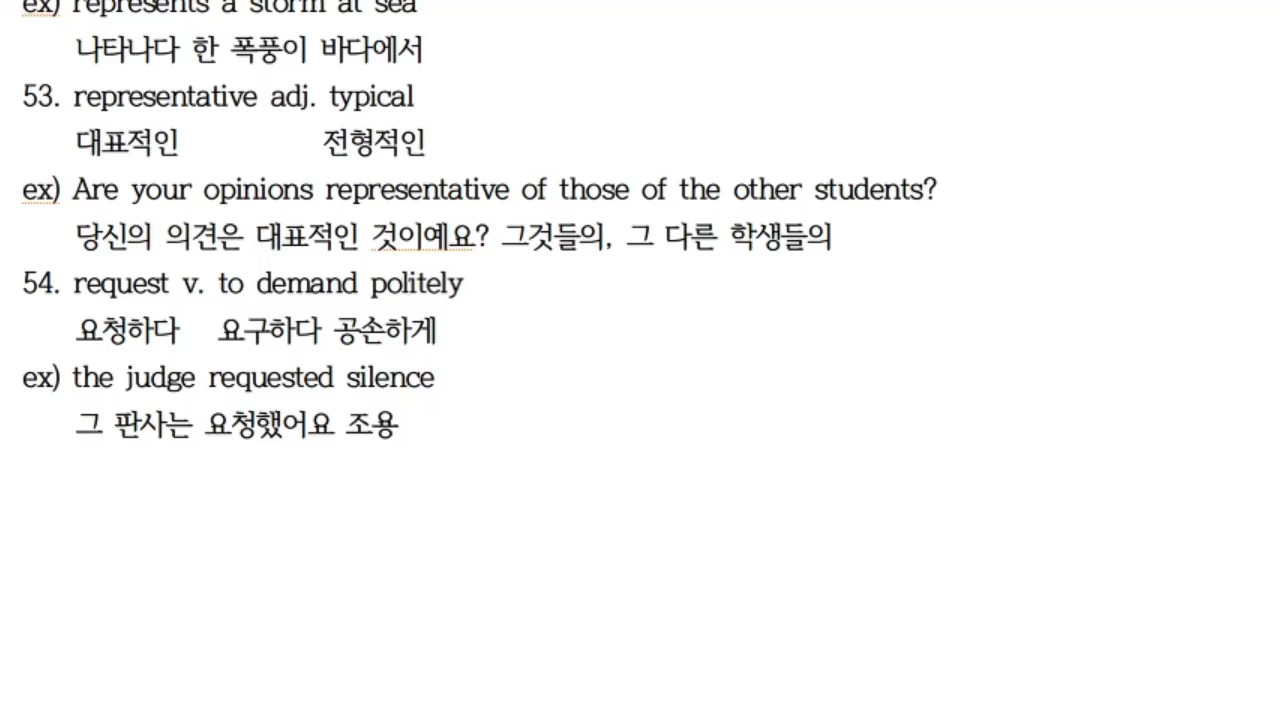 ex) represents a storm at sea
나타나다 한 폭풍이 바다에서
53. representative adj. typical
대표적인 전형적인
ex) Are your opinions representative of those of the other students?
당신의 의견은 대표적인 것이예요? 그것들의, 그 다른 학생들의
54. request v. to demand politely
요청하다 요구하다 공손하게
ex) the judge requested silence
그 판사는 요청했어요 조용